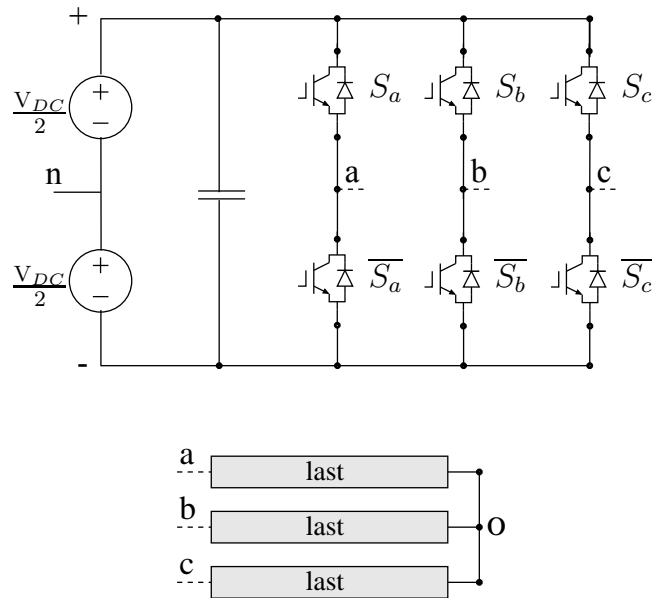 +
V_DC/2
+
−
S_a S_b S_c
n
a b c
V_DC/2
+
−
S̅_a̅ S̅_b̅ S̅_c̅
-
a last
b last o
c last